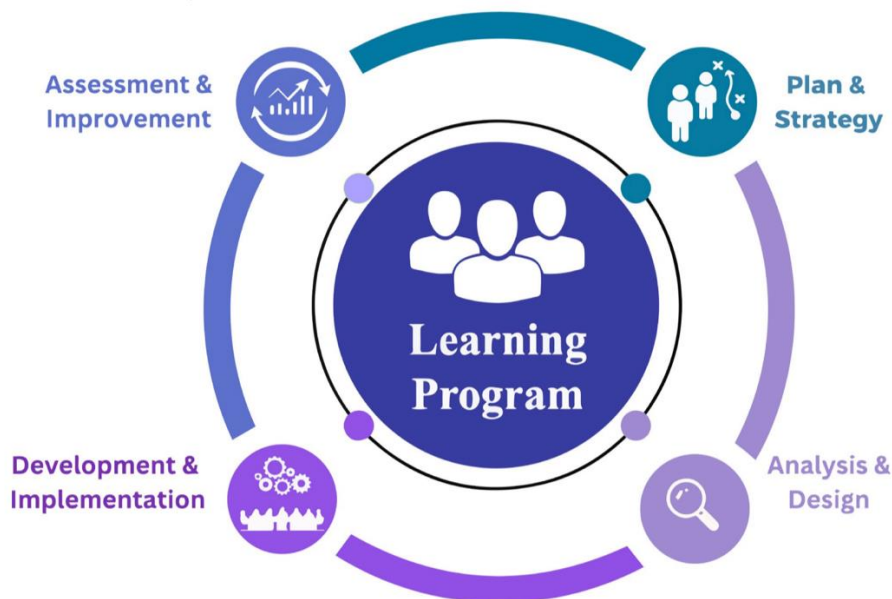 Assessment &
Improvement
Plan &
Strategy
Learning
Program
Development &
Implementation
Analysis &
Design